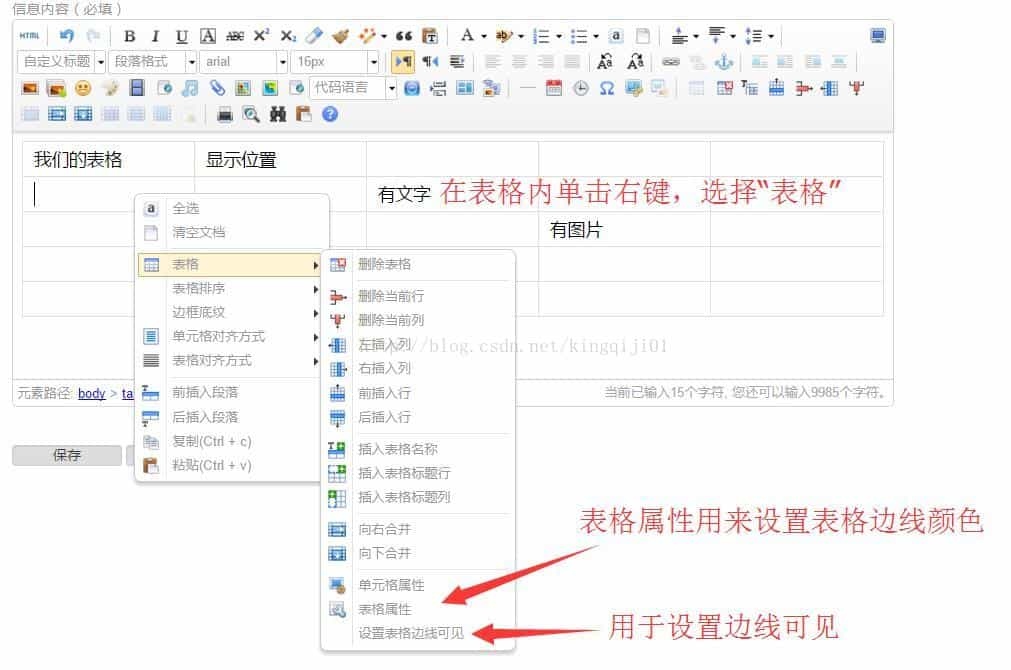 信息内容（必填）
HTML
B I U A ABC X² X₂
自定义标题 段落格式 arial 16px
代码语言
我们的表格 显示位置
有文字 在表格内单击右键，选择“表格”
有图片
a 全选
清空文档
表格
表格排序
边框底纹
单元格对齐方式
表格对齐方式
前插入段落
后插入段落
复制(Ctrl + c)
粘贴(Ctrl + v)
删除表格
删除当前行
删除当前列
左插入列
右插入列
前插入行
后插入行
插入表格名称
插入表格标题行
插入表格标题列
向右合并
向下合并
单元格属性
表格属性
设置表格边线可见
blog.csdn.net/kingqiji01
元素路径: body > ta
当前已输入15个字符, 您还可以输入9985个字符。
保存
表格属性用来设置表格边线颜色
用于设置边线可见